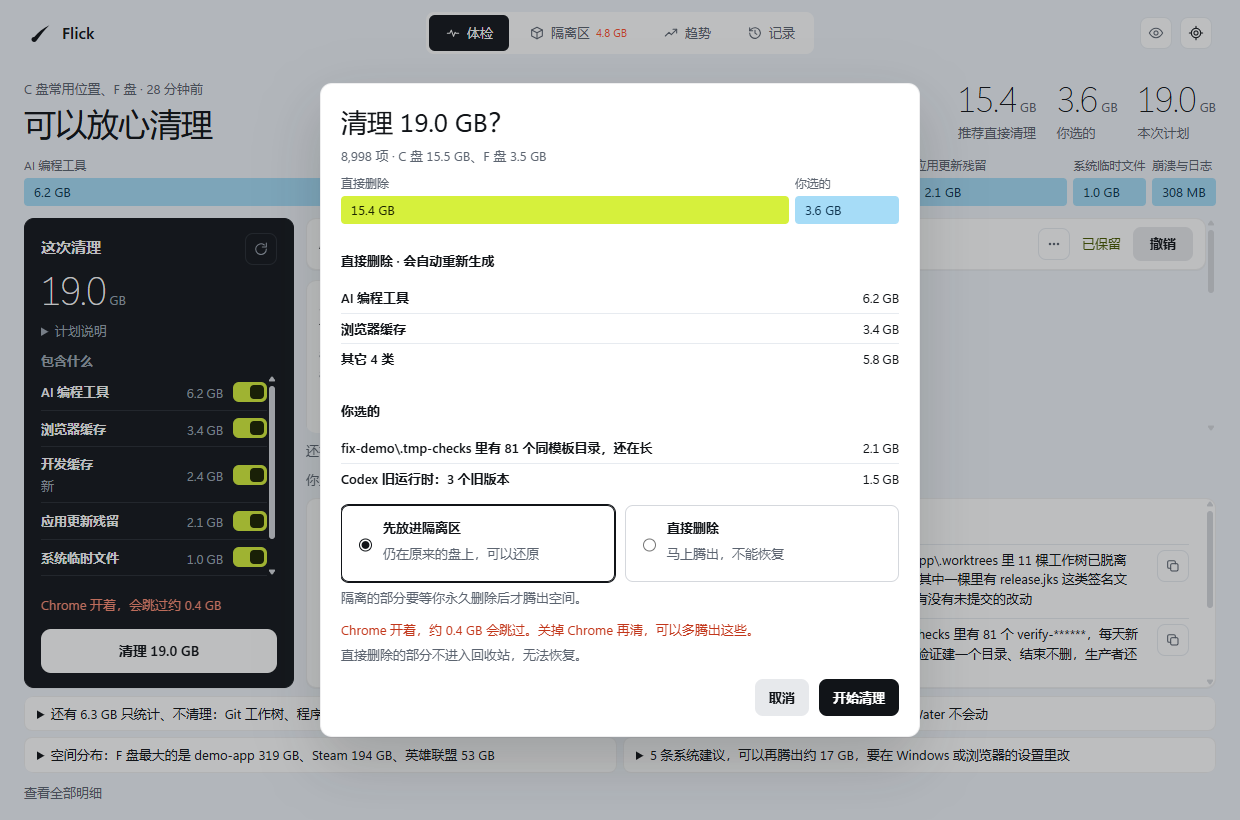 Flick
体检
隔离区 4.8 GB
趋势
记录
C 盘常用位置、F 盘 · 28 分钟前
可以放心清理
15.4 GB
推荐直接清理
3.6 GB
你选的
19.0 GB
本次计划
AI 编程工具
6.2 GB
应用更新残留
2.1 GB
系统临时文件
1.0 GB
崩溃与日志
308 MB
这次清理
19.0 GB
计划说明
包含什么
AI 编程工具 6.2 GB
浏览器缓存 3.4 GB
开发缓存 2.4 GB
新
应用更新残留 2.1 GB
系统临时文件 1.0 GB
Chrome 开着，会跳过约 0.4 GB
清理 19.0 GB
已保留
撤销
清理 19.0 GB？
8,998 项 · C 盘 15.5 GB、F 盘 3.5 GB
直接删除
你选的
15.4 GB
3.6 GB
直接删除 · 会自动重新生成
AI 编程工具 6.2 GB
浏览器缓存 3.4 GB
其它 4 类 5.8 GB
你选的
fix-demo\.tmp-checks 里有 81 个同模板目录，还在长 2.1 GB
Codex 旧运行时：3 个旧版本 1.5 GB
先放进隔离区
仍在原来的盘上，可以还原
直接删除
马上腾出，不能恢复
隔离的部分要等你永久删除后才腾出空间。
Chrome 开着，约 0.4 GB 会跳过。关掉 Chrome 再清，可以多腾出这些。
直接删除的部分不进入回收站，无法恢复。
取消
开始清理
还
你
pp\.worktrees 里 11 棵工作树已脱离
其中一棵里有 release.jks 这类签名文
有没有未提交的改动
hecks 里有 81 个 verify-******，每天新
验证建一个目录、结束不删，生产者还
还有 6.3 GB 只统计、不清理：Git 工作树、程序
ater 不会动
空间分布：F 盘最大的是 demo-app 319 GB、Steam 194 GB、英雄联盟 53 GB
5 条系统建议，可以再腾出约 17 GB，要在 Windows 或浏览器的设置里改
查看全部明细